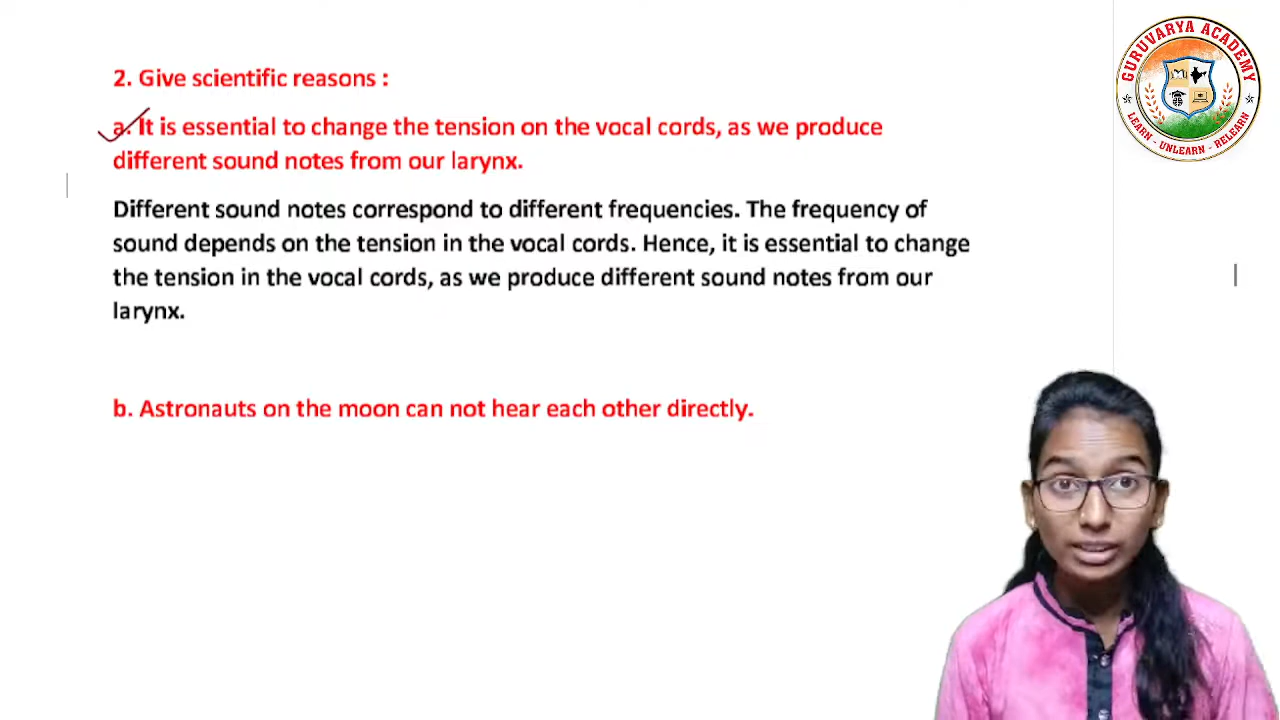 2. Give scientific reasons :
a. It is essential to change the tension on the vocal cords, as we produce
different sound notes from our larynx.
Different sound notes correspond to different frequencies. The frequency of
sound depends on the tension in the vocal cords. Hence, it is essential to change
the tension in the vocal cords, as we produce different sound notes from our
larynx.
b. Astronauts on the moon can not hear each other directly.
GURUVARYA ACADEMY
LEARN - UNLEARN - RELEARN